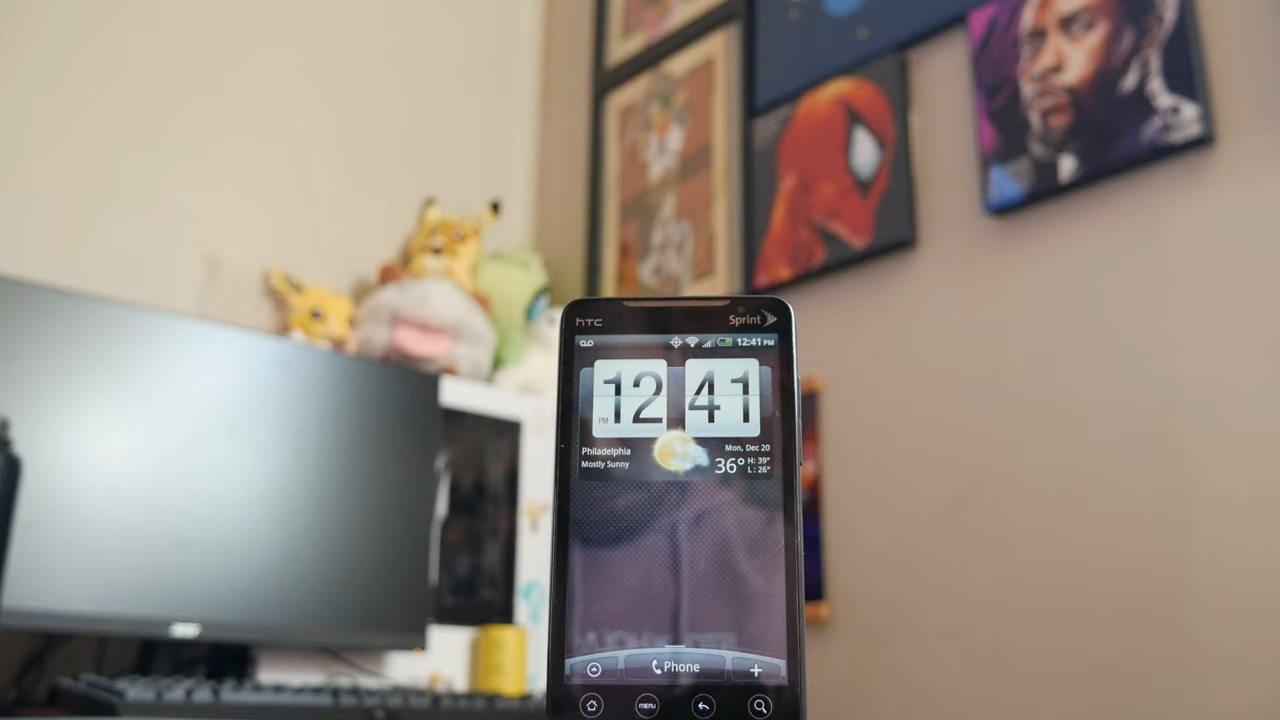 hTC
Sprint
12:41 PM
12 41
PM
Philadelphia
Mostly Sunny
Mon, Dec 20
36°
H: 39°
L: 26°
Phone
MENU